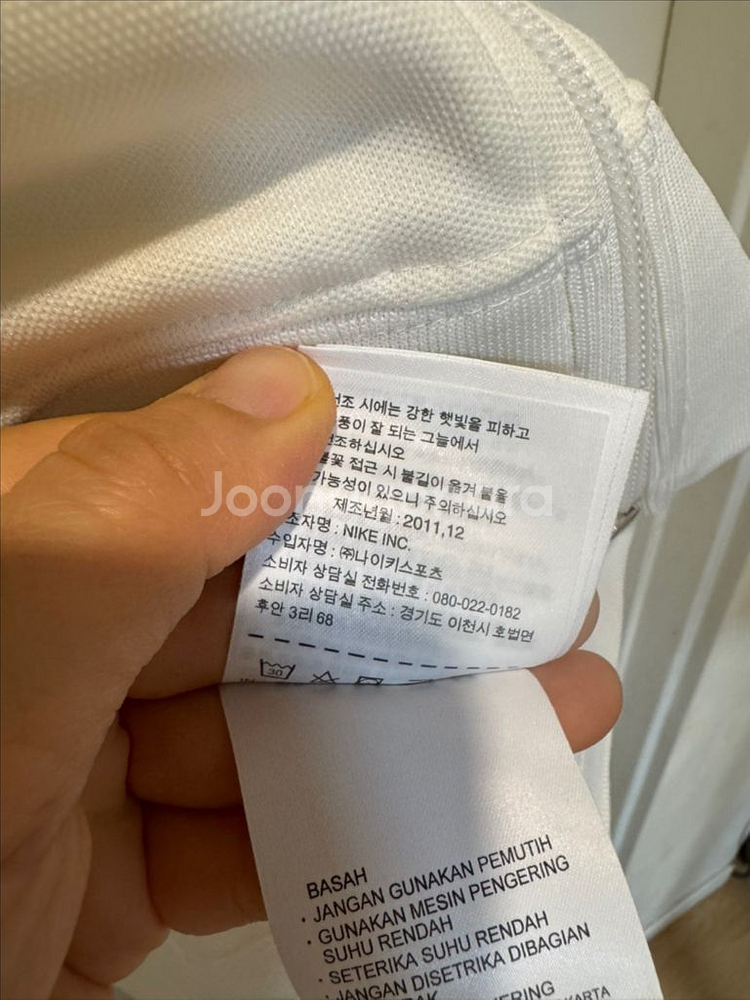 조 시에는 강한 햇빛을 피하고
풍이 잘 되는 그늘에서
조하십시오
불꽃 접근 시 불길이 옮겨 붙을
가능성이 있으니 주의하십시오
제조년월 : 2011,12
조자명 : NIKE INC.
수입자명 : ㈜나이키스포츠
소비자 상담실 전화번호 : 080-022-0182
소비자 상담실 주소 : 경기도 이천시 호법면
후안 3리 68
30
BASAH
· JANGAN GUNAKAN PEMUTIH
· GUNAKAN MESIN PENGERING
SUHU RENDAH
· SETERIKA SUHU RENDAH
· JANGAN DISETRIKA DIBAGIAN